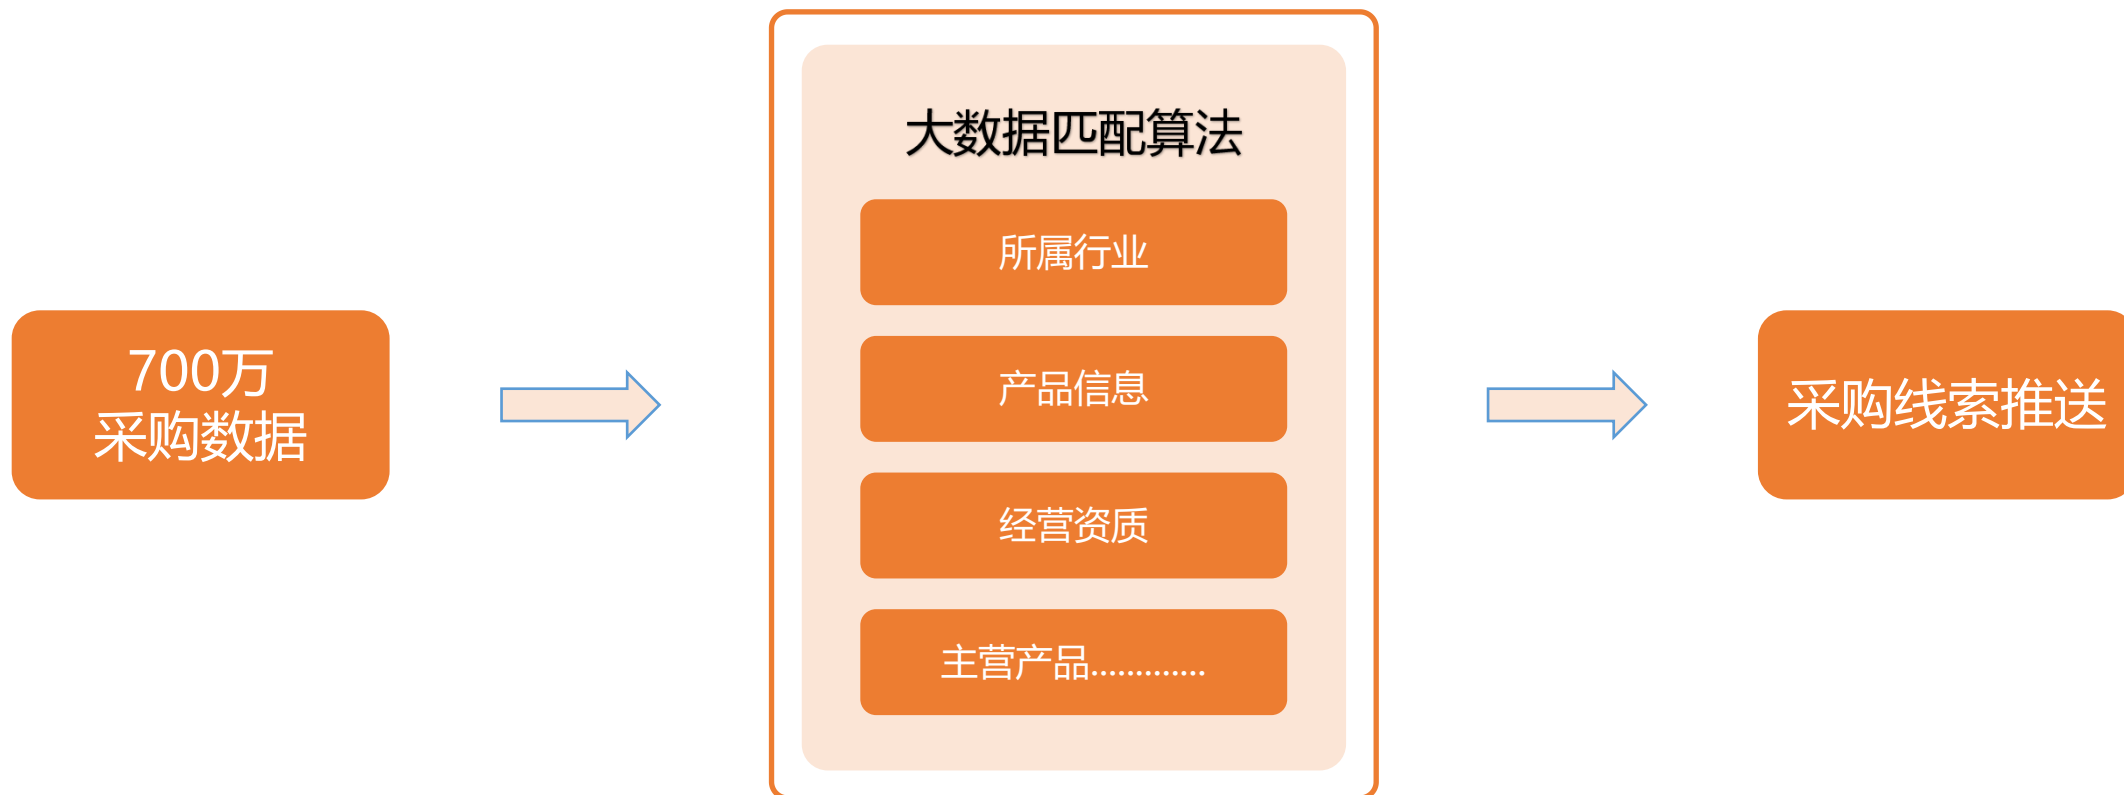 700万
采购数据
大数据匹配算法
所属行业
产品信息
经营资质
主营产品.............
采购线索推送